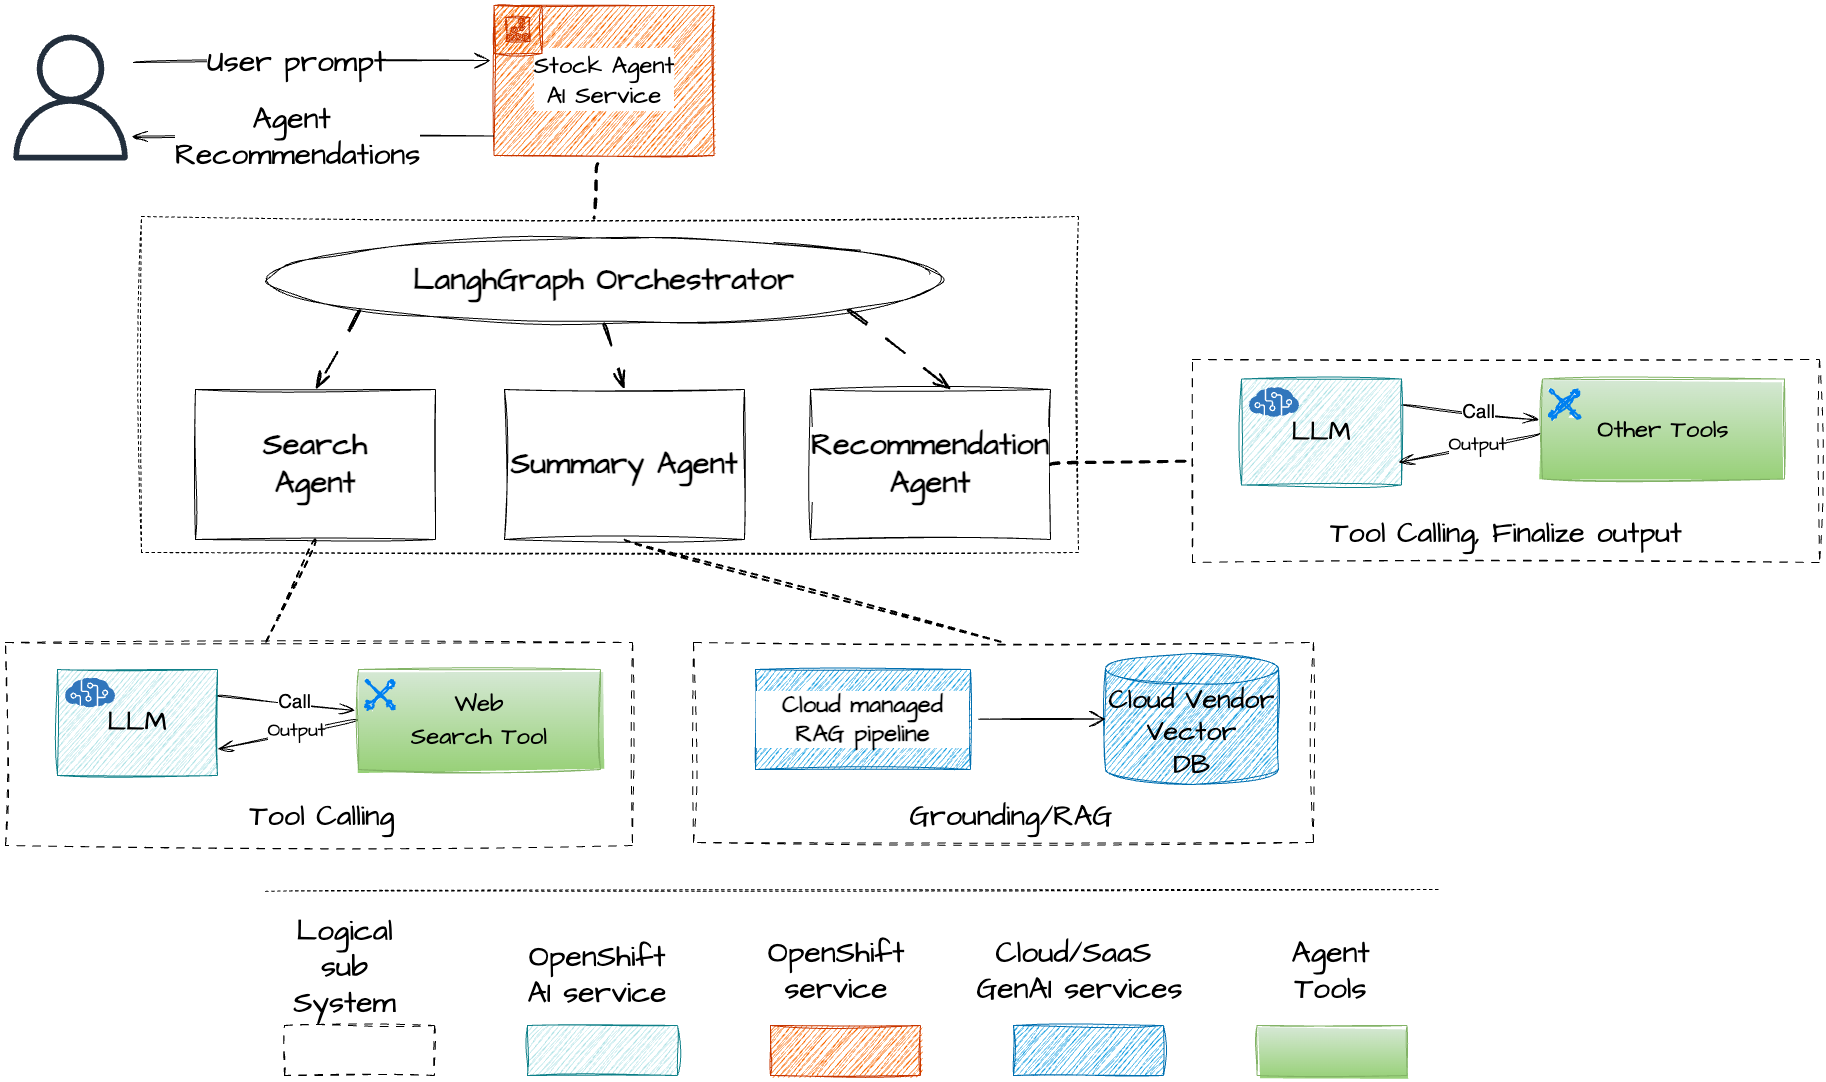 User prompt
Agent
Recommendations
Stock Agent
AI Service
LanghGraph Orchestrator
Search
Agent
Summary Agent
Recommendation
Agent
LLM
Call
Output
Other Tools
Tool Calling, Finalize output
LLM
Call
Output
Web
Search Tool
Tool Calling
Cloud managed
RAG pipeline
Cloud Vendor
Vector
DB
Grounding/RAG
Logical
sub
System
OpenShift
AI service
OpenShift
service
Cloud/SaaS
GenAI services
Agent
Tools